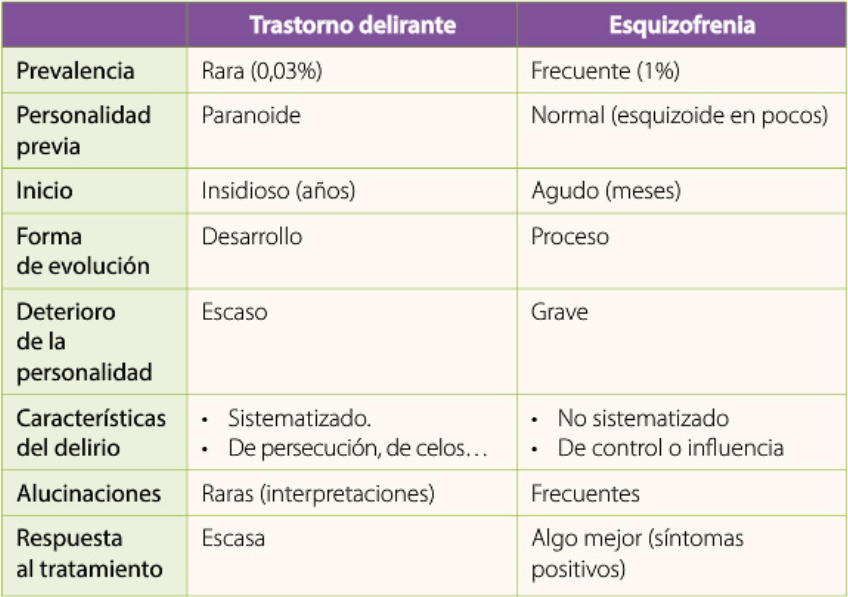 Trastorno delirante Esquizofrenia
Prevalencia Rara (0,03%) Frecuente (1%)
Personalidad Paranoide Normal (esquizoide en pocos)
previa
Inicio Insidioso (años) Agudo (meses)
Forma Desarrollo Proceso
de evolución
Deterioro Escaso Grave
de la
personalidad
Características • Sistematizado. • No sistematizado
del delirio • De persecución, de celos… • De control o influencia
Alucinaciones Raras (interpretaciones) Frecuentes
Respuesta Escasa Algo mejor (síntomas
al tratamiento positivos)